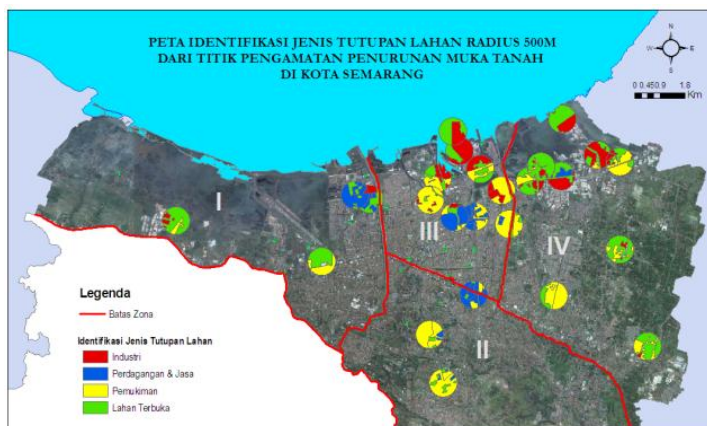 PETA IDENTIFIKASI JENIS TUTUPAN LAHAN RADIUS 500M
DARI TITIK PENGAMATAN PENURUNAN MUKA TANAH
DI KOTA SEMARANG
N
W E
S
0 0.450.9 1.8
Km
I
III
IV
II
Legenda
Batas Zona
Identifikasi Jenis Tutupan Lahan
Industri
Perdagangan & Jasa
Pemukiman
Lahan Terbuka